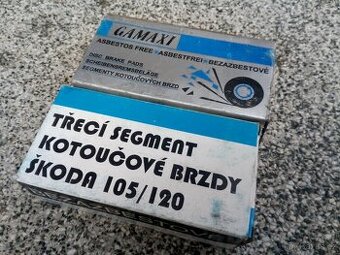 GAMAXI
ASBESTOS FREE • ASBESTFREI • BEZAZBESTOVÉ
DISC BRAKE PADS
SCHEIBENBREMSBELÄGE
SEGMENTY KOTOUČOVÝCH BRZD
TŘECÍ SEGMENT
KOTOUČOVÉ BRZDY
ŠKODA 105/120